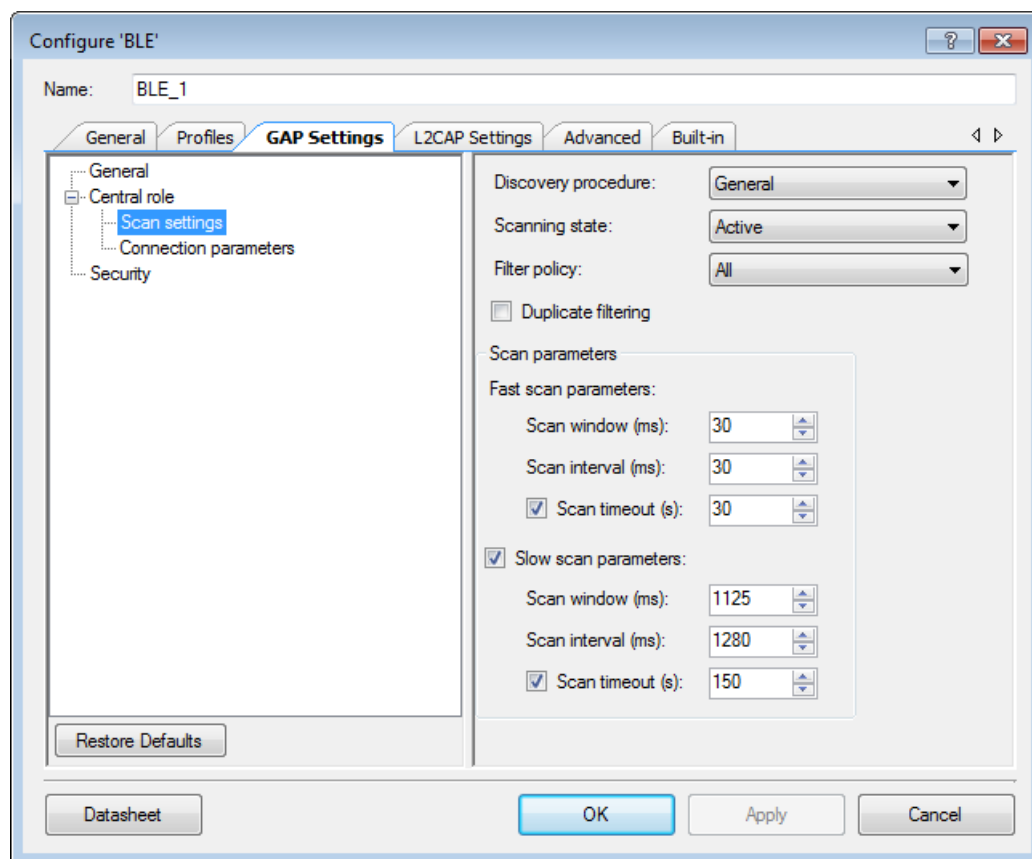 Configure 'BLE'
Name: BLE_1
General Profiles GAP Settings L2CAP Settings Advanced Built-in
General
Central role
Scan settings
Connection parameters
Security
Discovery procedure: General
Scanning state: Active
Filter policy: All
Duplicate filtering
Scan parameters
Fast scan parameters:
Scan window (ms): 30
Scan interval (ms): 30
Scan timeout (s): 30
Slow scan parameters:
Scan window (ms): 1125
Scan interval (ms): 1280
Scan timeout (s): 150
Restore Defaults
Datasheet OK Apply Cancel